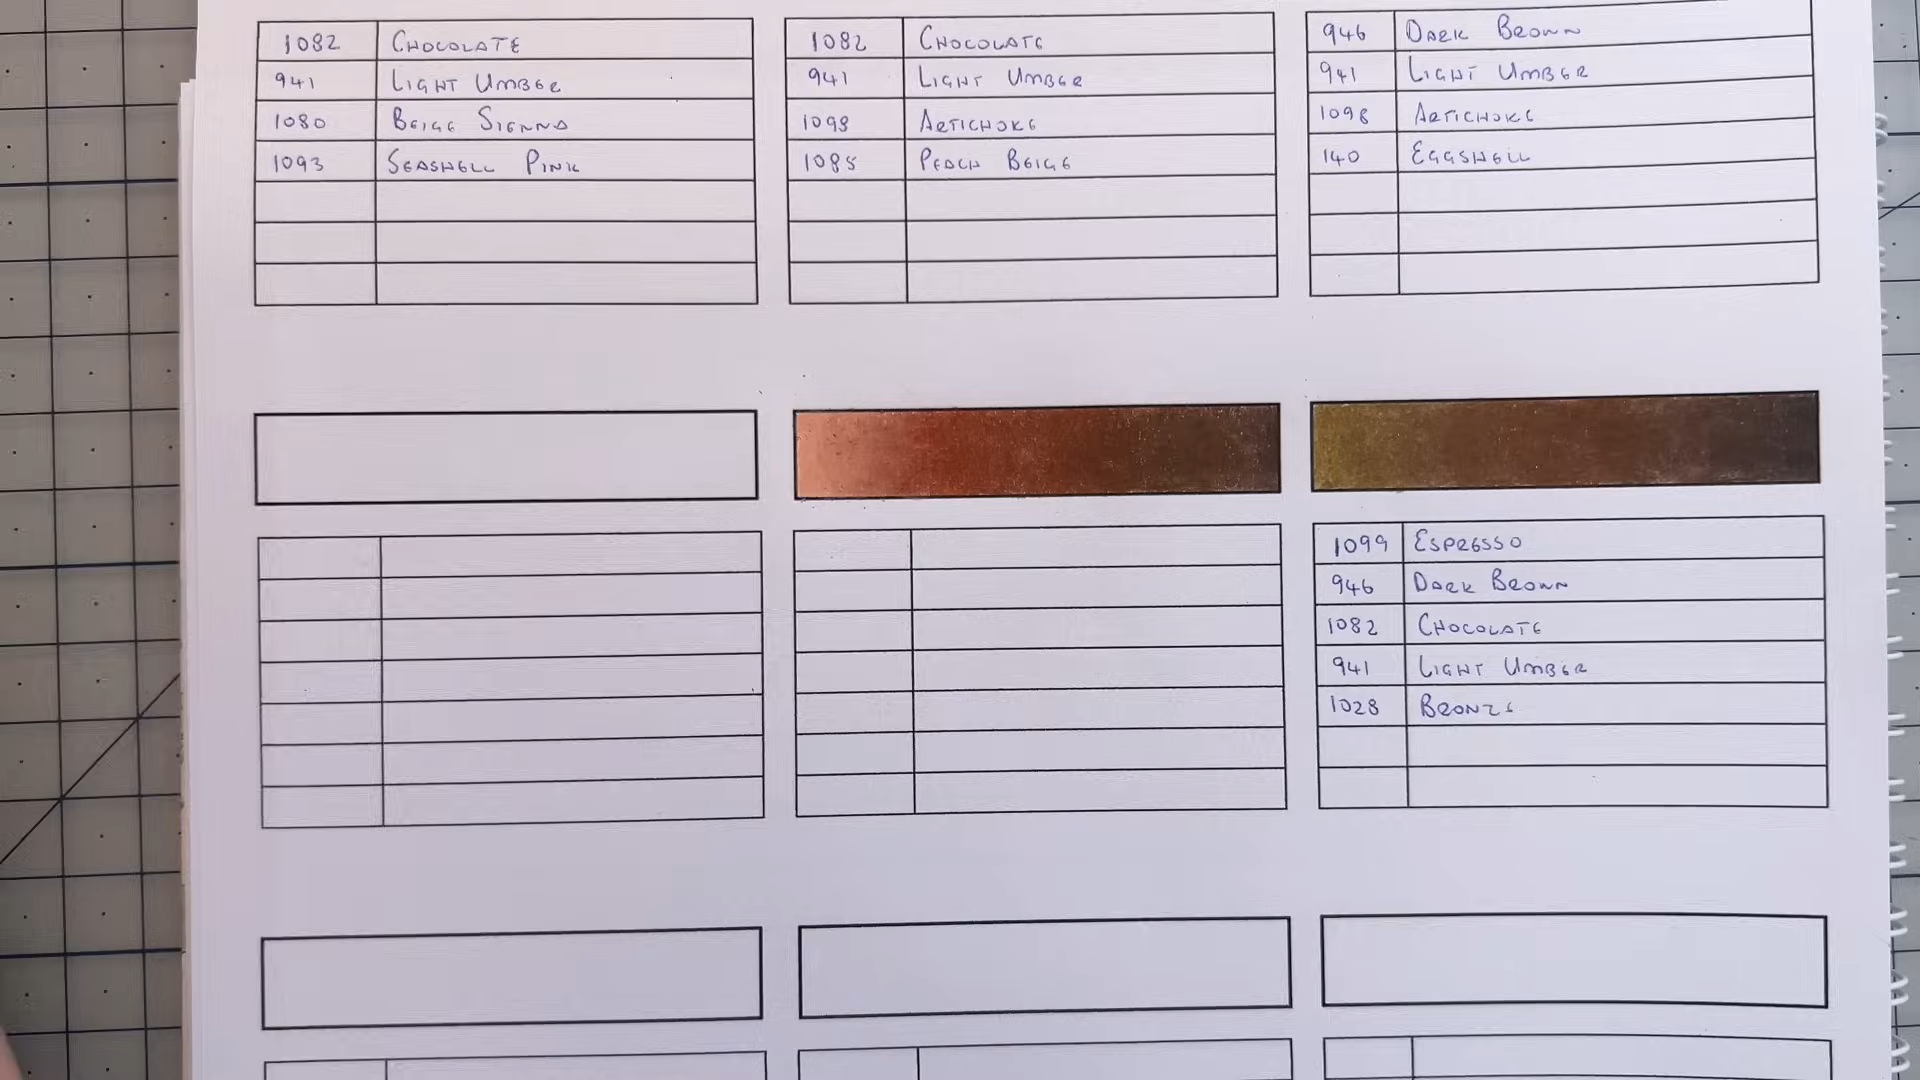 1082 CHOCOLATE
941 LIGHT UMBER
1080 BEIGE SIENNA
1093 SEASHELL PINK
1082 CHOCOLATE
941 LIGHT UMBER
1098 ARTICHOKE
1085 PEACH BEIGE
946 DARK BROWN
941 LIGHT UMBER
1098 ARTICHOKE
140 EGGSHELL
1099 ESPRESSO
946 DARK BROWN
1082 CHOCOLATE
941 LIGHT UMBER
1028 BRONZE